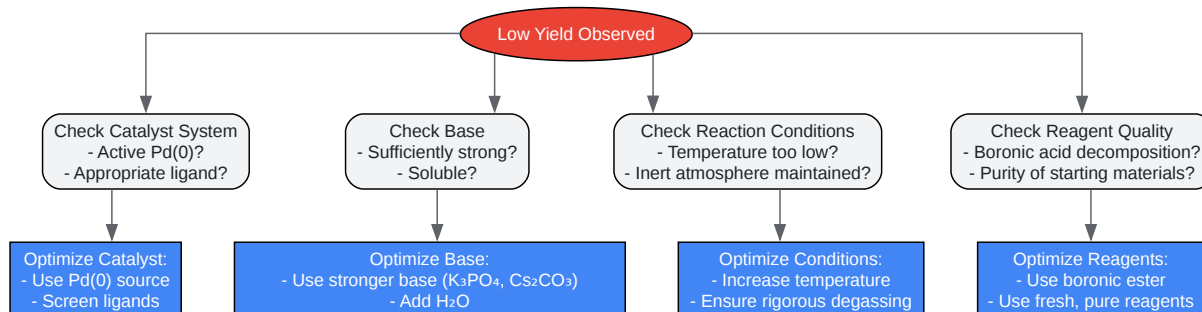 Low Yield Observed
Check Catalyst System
- Active Pd(0)?
- Appropriate ligand?
Check Base
- Sufficiently strong?
- Soluble?
Check Reaction Conditions
- Temperature too low?
- Inert atmosphere maintained?
Check Reagent Quality
- Boronic acid decomposition?
- Purity of starting materials?
Optimize Catalyst:
- Use Pd(0) source
- Screen ligands
Optimize Base:
- Use stronger base (K₃PO₄, Cs₂CO₃)
- Add H₂O
Optimize Conditions:
- Increase temperature
- Ensure rigorous degassing
Optimize Reagents:
- Use boronic ester
- Use fresh, pure reagents